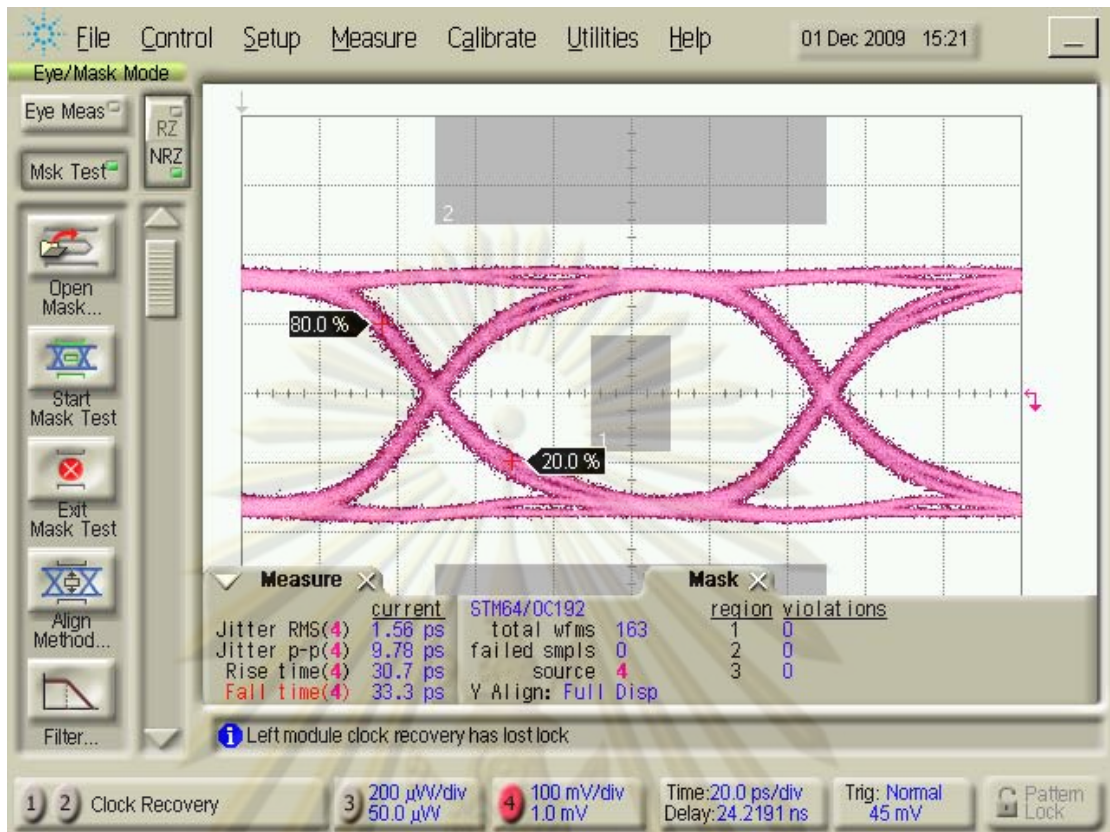 File Control Setup Measure Calibrate Utilities Help 01 Dec 2009 15:21
Eye/Mask Mode
Eye Meas
RZ
NRZ
Msk Test
Open
Mask...
Start
Mask Test
Exit
Mask Test
Align
Method...
Filter...
2
80.0 %
1
20.0 %
Measure Mask
current STM64/OC192 region violations
Jitter RMS(4) 1.56 ps total wfms 163 1 0
Jitter p-p(4) 9.78 ps failed smpls 0 2 0
Rise time(4) 30.7 ps source 4 3 0
Fall time(4) 33.3 ps Y Align: Full Disp
Left module clock recovery has lost lock
1 2 Clock Recovery
3 200 µW/div
50.0 µW
4 100 mV/div
1.0 mV
Time:20.0 ps/div
Delay:24.2191 ns
Trig: Normal
45 mV
Pattern
Lock